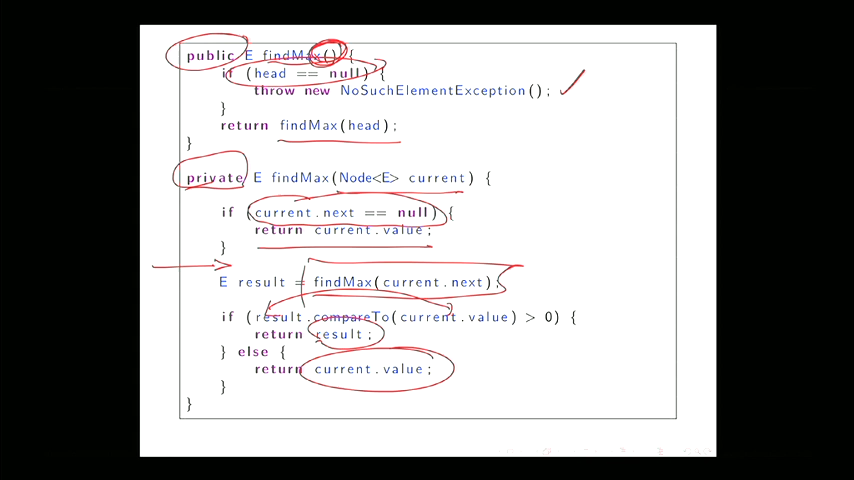 public E findMax() {
if (head == null) {
throw new NoSuchElementException();
}
return findMax(head);
}
private E findMax(Node<E> current) {
if (current.next == null) {
return current.value;
}
E result = findMax(current.next);
if (result.compareTo(current.value) > 0) {
return result;
} else {
return current.value;
}
}